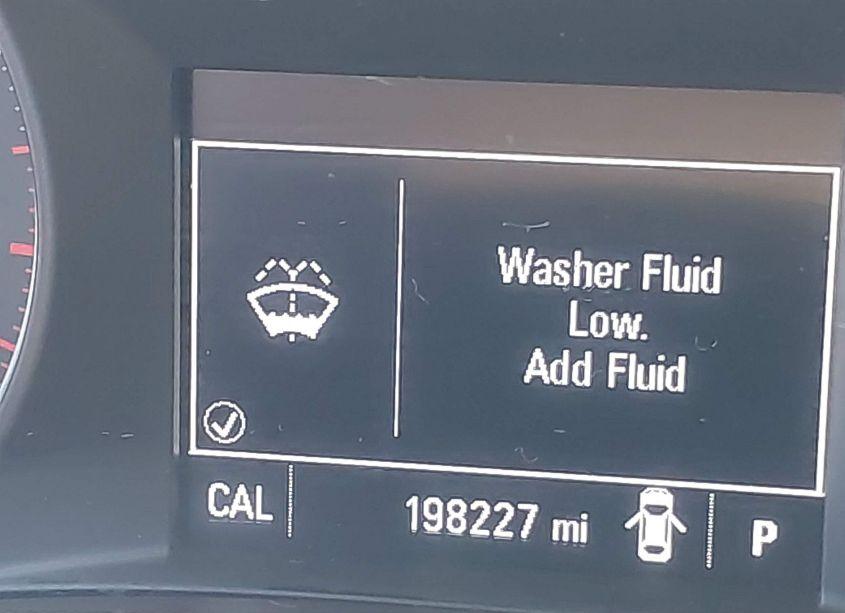 Washer Fluid
Low.
Add Fluid
CAL 198227 mi P